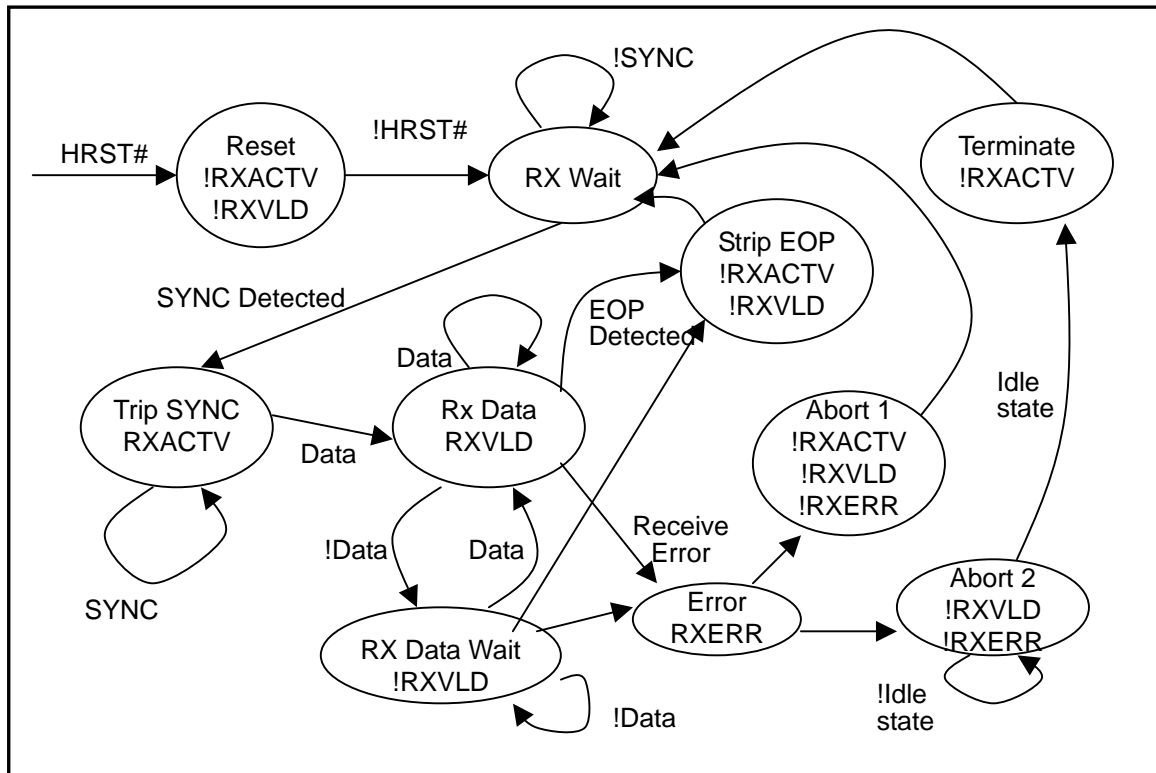 !SYNC
HRST#
Reset
!RXACTV
!RXVLD
!HRST#
RX Wait
Terminate
!RXACTV
Strip EOP
!RXACTV
!RXVLD
SYNC Detected
EOP
Detected
Data
Trip SYNC
RXACTV
Data
Rx Data
RXVLD
Idle
state
Abort 1
!RXACTV
!RXVLD
!RXERR
!Data
Data
Receive
Error
SYNC
RX Data Wait
!RXVLD
Error
RXERR
Abort 2
!RXVLD
!RXERR
!Data
!Idle
state